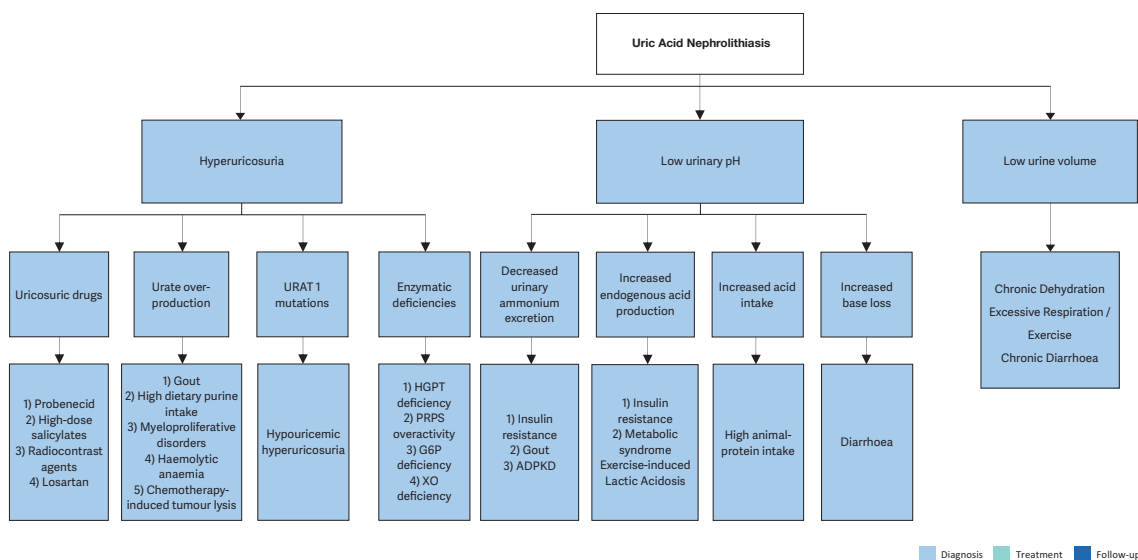 Uric Acid Nephrolithiasis
Hyperuricosuria
Low urinary pH
Low urine volume
Uricosuric drugs
Urate over-
production
URAT 1
mutations
Enzymatic
deficiencies
Decreased
urinary
ammonium
excretion
Increased
endogenous acid
production
Increased acid
intake
Increased
base loss
Chronic Dehydration
Excessive Respiration /
Exercise
Chronic Diarrhoea
1) Probenecid
2) High-dose
salicylates
3) Radiocontrast
agents
4) Losartan
1) Gout
2) High dietary purine
intake
3) Myeloproliferative
disorders
4) Haemolytic
anaemia
5) Chemotherapy-
induced tumour lysis
Hypouricemic
hyperuricosuria
1) HGPT
deficiency
2) PRPS
overactivity
3) G6P
deficiency
4) XO
deficiency
1) Insulin
resistance
2) Gout
3) ADPKD
1) Insulin
resistance
2) Metabolic
syndrome
Exercise-induced
Lactic Acidosis
High animal-
protein intake
Diarrhoea
Diagnosis
Treatment
Follow-up